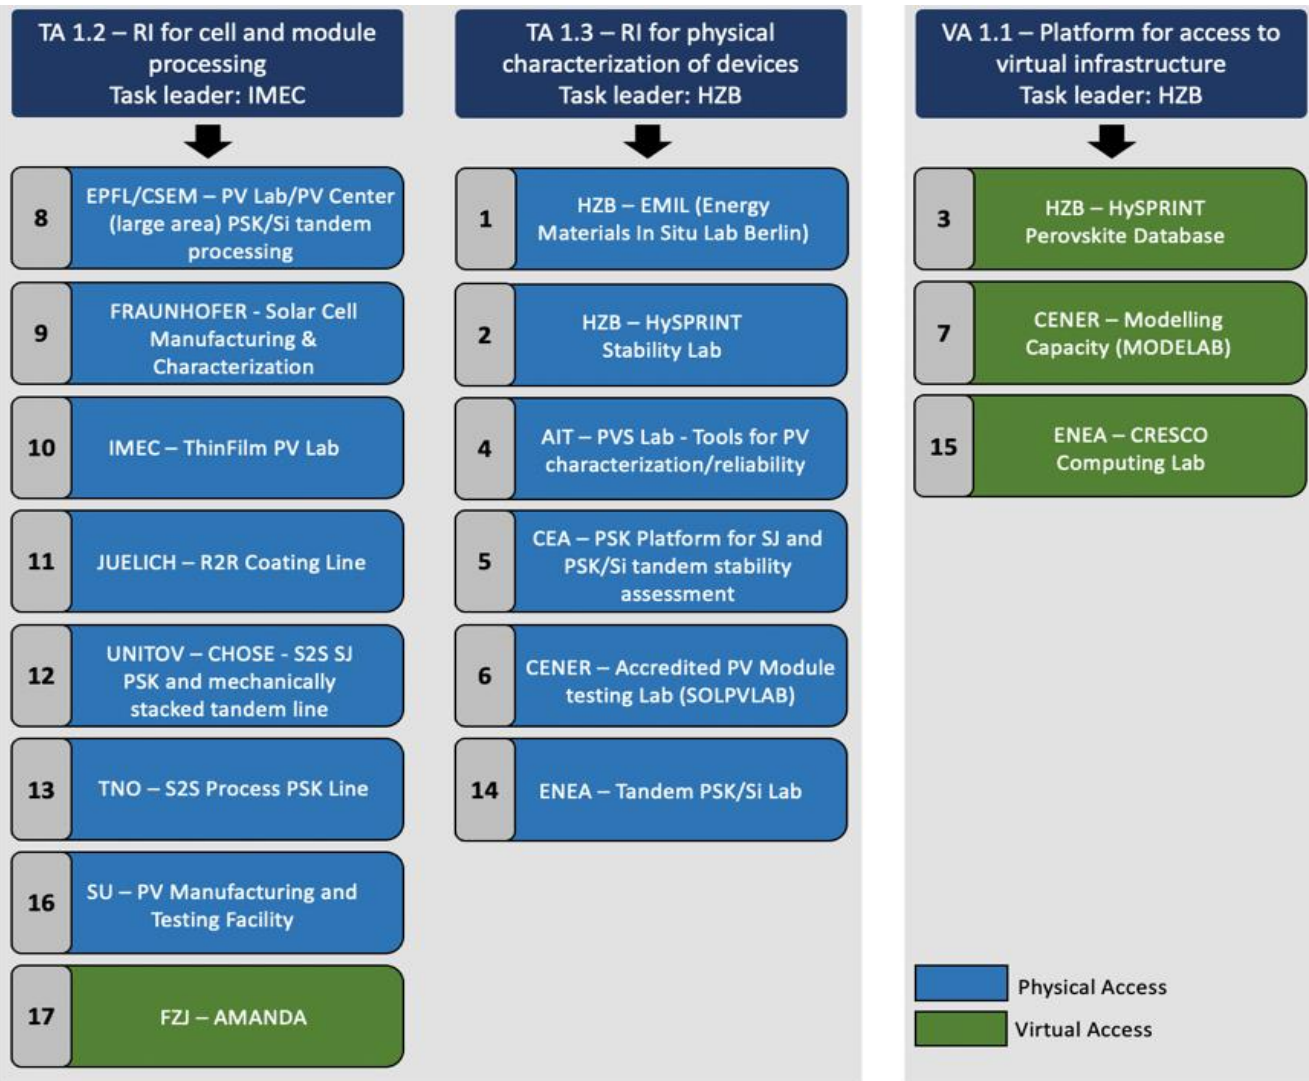 TA 1.2 – RI for cell and module
processing
Task leader: IMEC
8
EPFL/CSEM – PV Lab/PV Center
(large area) PSK/Si tandem
processing
9
FRAUNHOFER - Solar Cell
Manufacturing &
Characterization
10
IMEC – ThinFilm PV Lab
11
JUELICH – R2R Coating Line
12
UNITOV – CHOSE - S2S SJ
PSK and mechanically
stacked tandem line
13
TNO – S2S Process PSK Line
16
SU – PV Manufacturing and
Testing Facility
17
FZJ – AMANDA
TA 1.3 – RI for physical
characterization of devices
Task leader: HZB
1
HZB – EMIL (Energy
Materials In Situ Lab Berlin)
2
HZB – HySPRINT
Stability Lab
4
AIT – PVS Lab - Tools for PV
characterization/reliability
5
CEA – PSK Platform for SJ and
PSK/Si tandem stability
assessment
6
CENER – Accredited PV Module
testing Lab (SOLPVLAB)
14
ENEA – Tandem PSK/Si Lab
VA 1.1 – Platform for access to
virtual infrastructure
Task leader: HZB
3
HZB – HySPRINT
Perovskite Database
7
CENER – Modelling
Capacity (MODELAB)
15
ENEA – CRESCO
Computing Lab
Physical Access
Virtual Access